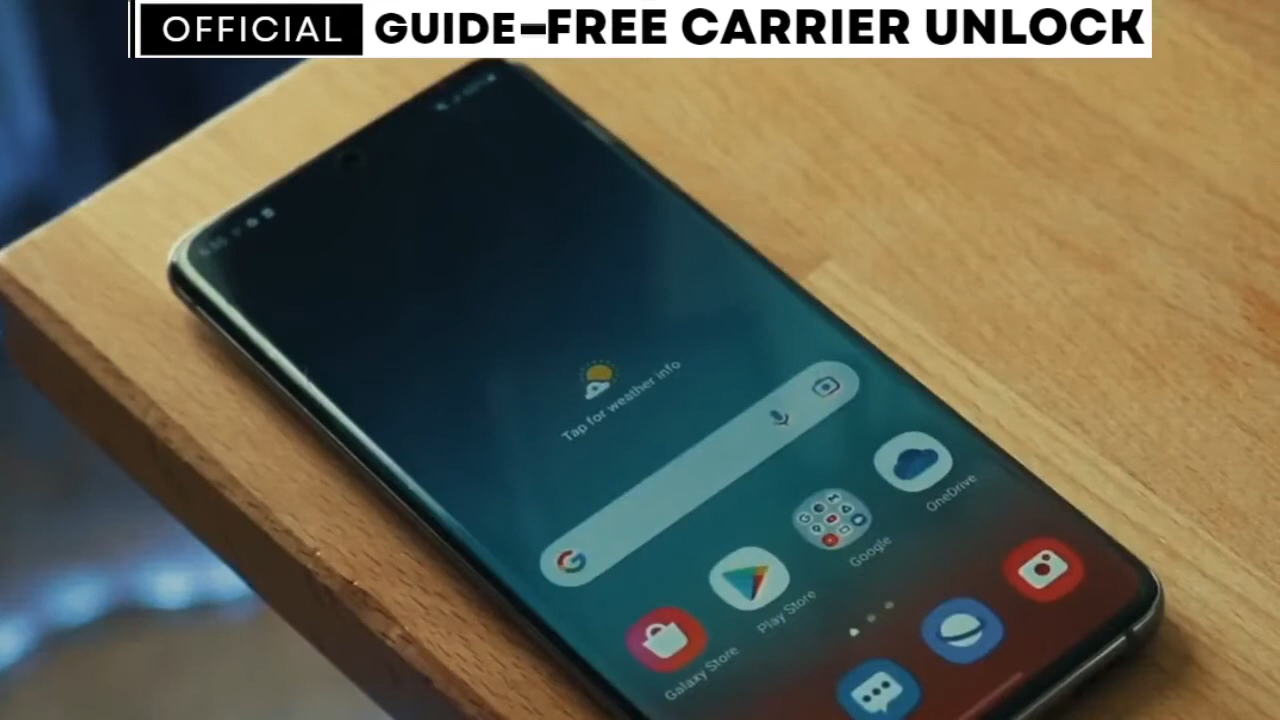 OFFICIAL GUIDE–FREE CARRIER UNLOCK
Tap for weather info
OneDrive
Google
Play Store
Galaxy Store